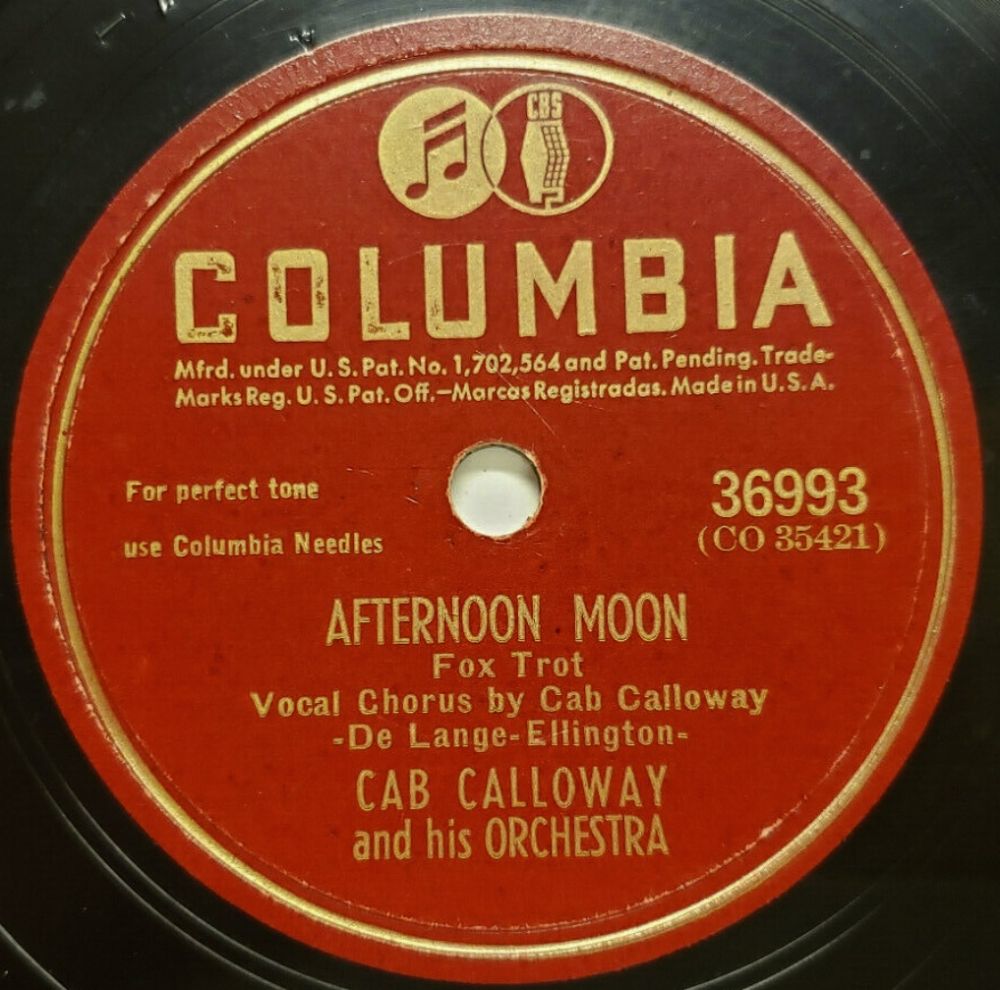 CBS
COLUMBIA
Mfrd. under U. S. Pat. No. 1,702,564 and Pat. Pending. Trade-
Marks Reg. U. S. Pat. Off.—Marcas Registradas. Made in U.S.A.
For perfect tone
use Columbia Needles
36993
(CO 35421)
AFTERNOON MOON
Fox Trot
Vocal Chorus by Cab Calloway
-De Lange-Ellington-
CAB CALLOWAY
and his ORCHESTRA